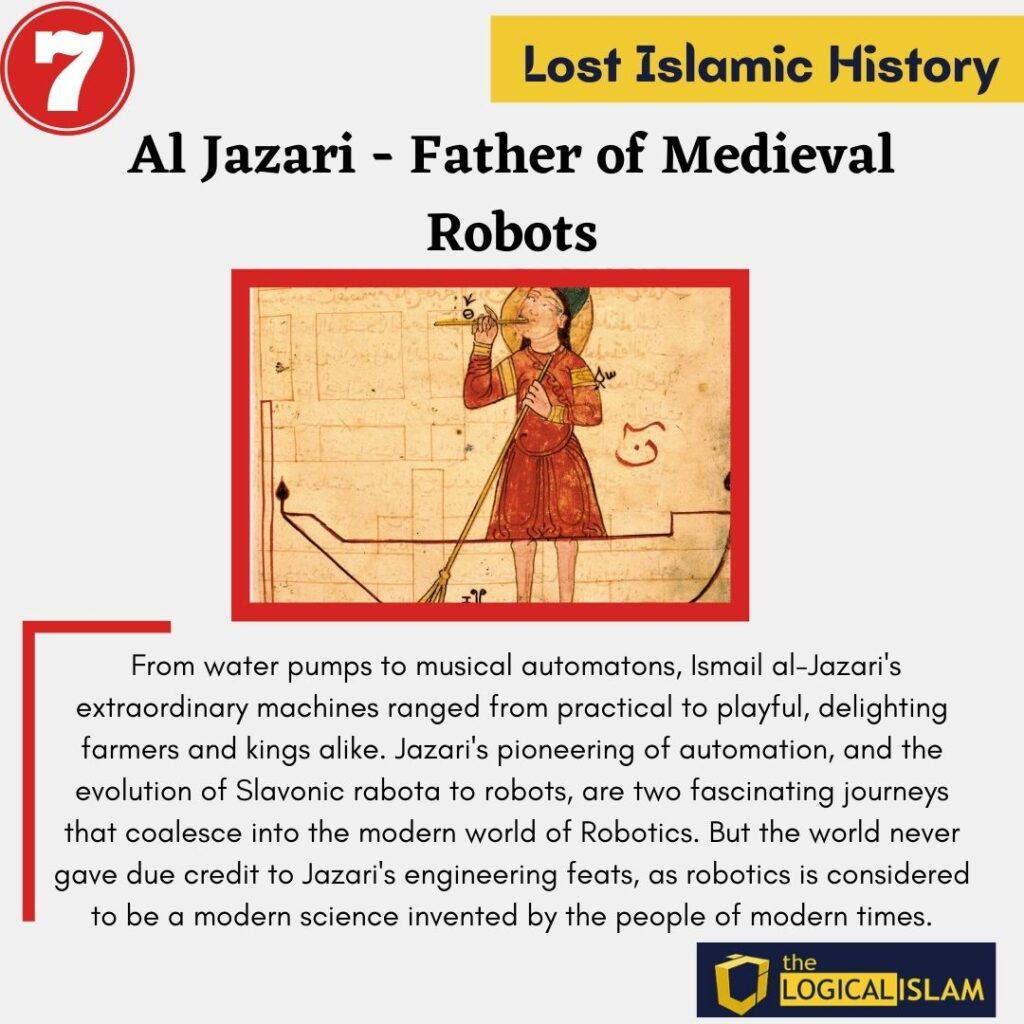 7
Lost Islamic History
Al Jazari - Father of Medieval
Robots
From water pumps to musical automatons, Ismail al-Jazari's
extraordinary machines ranged from practical to playful, delighting
farmers and kings alike. Jazari's pioneering of automation, and the
evolution of Slavonic rabota to robots, are two fascinating journeys
that coalesce into the modern world of Robotics. But the world never
gave due credit to Jazari's engineering feats, as robotics is considered
to be a modern science invented by the people of modern times.
the
LOGICALISLAM